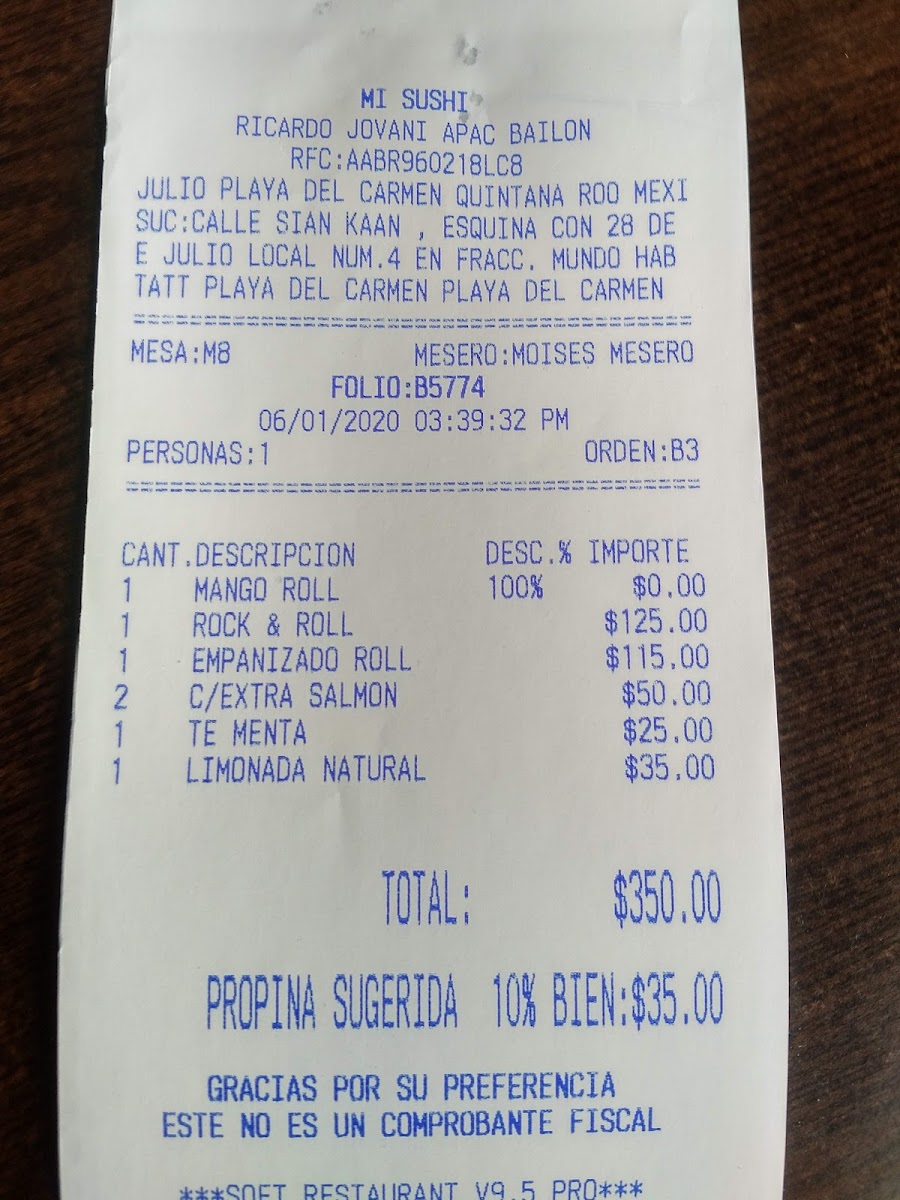 MI SUSHI
RICARDO JOVANI APAC BAILON
RFC:AABR960218LC8
JULIO PLAYA DEL CARMEN QUINTANA ROO MEXI
SUC:CALLE SIAN KAAN , ESQUINA CON 28 DE
E JULIO LOCAL NUM.4 EN FRACC. MUNDO HAB
TATT PLAYA DEL CARMEN PLAYA DEL CARMEN
MESA:M8 MESERO:MOISES MESERO
FOLIO:B5774
06/01/2020 03:39:32 PM
PERSONAS:1 ORDEN:B3
CANT.DESCRIPCION DESC.% IMPORTE
1 MANGO ROLL 100% $0.00
1 ROCK & ROLL $125.00
1 EMPANIZADO ROLL $115.00
2 C/EXTRA SALMON $50.00
1 TE MENTA $25.00
1 LIMONADA NATURAL $35.00
TOTAL: $350.00
PROPINA SUGERIDA 10% BIEN:$35.00
GRACIAS POR SU PREFERENCIA
ESTE NO ES UN COMPROBANTE FISCAL
***SOFT RESTAURANT V9.5 PRO***